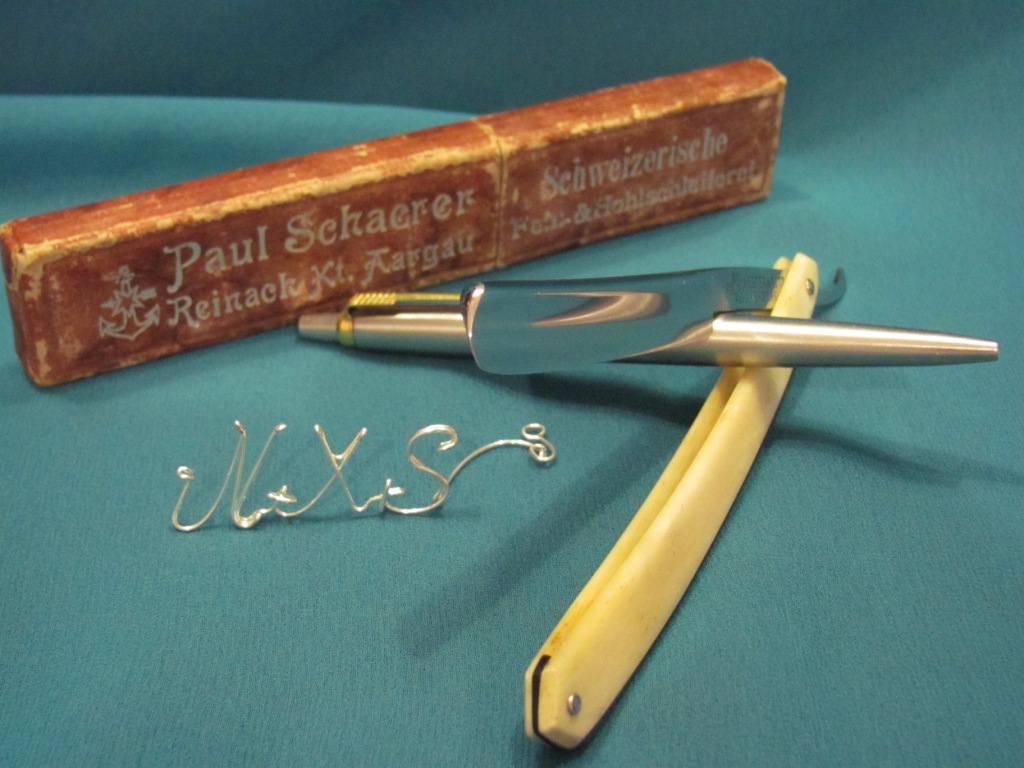 Paul Schaerer
Reinach Kt. Aargau
Schweizerische
Fein & Hohlschleiferei
N+X+S
M